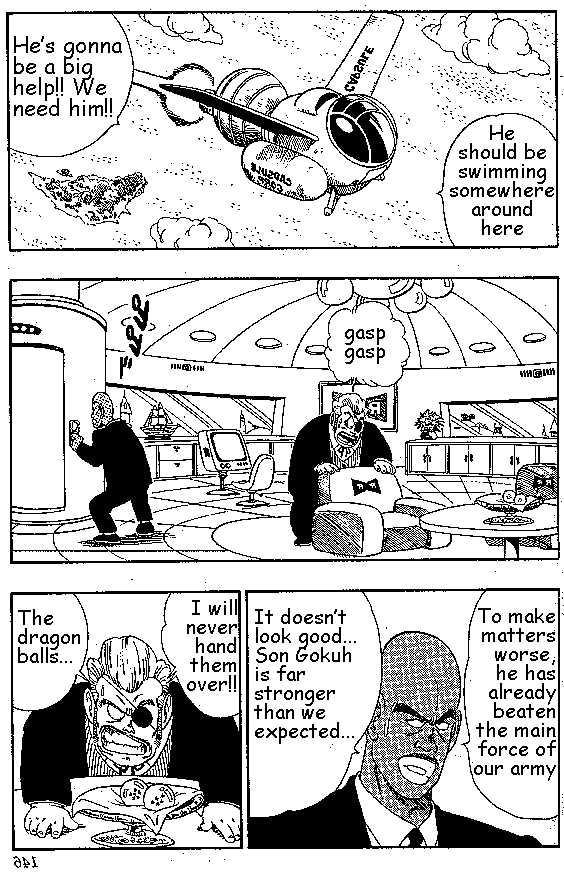 He's gonna
be a big
help!! We
need him!!
CAPSULE
He
should be
swimming
somewhere
around
here
gasp
gasp
The
dragon
balls...
I will
never
hand
them
over!!
It doesn't
look good...
Son Gokuh
is far
stronger
than we
expected...
To make
matters
worse,
he has
already
beaten
the main
force of
our army
146